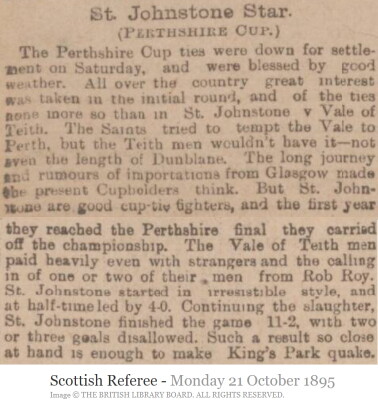 St. Johnstone Star.
(PERTHSHIRE CUP.)
The Perthshire Cup ties were down for settle-
ment on Saturday, and were blessed by good
weather. All over the country great interest
was taken in the initial round, and of the ties
none more so than in St. Johnstone v Vale of
Teith. The Saints tried to tempt the Vale to
Perth, but the Teith men wouldn't have it—not
even the length of Dunblane. The long journey
and rumours of importations from Glasgow made
the present Cupholders think. But St. John-
stone are good cup-tie fighters, and the first year
they reached the Perthshire final they carried
off the championship. The Vale of Teith men
paid heavily even with strangers and the calling
in of one or two of their men from Rob Roy.
St. Johnstone started in irresistible style, and
at half-time led by 4-0. Continuing the slaughter,
St. Johnstone finished the game 11-2, with two
or three goals disallowed. Such a result so close
at hand is enough to make King's Park quake.
Scottish Referee - Monday 21 October 1895
Image © THE BRITISH LIBRARY BOARD. ALL RIGHTS RESERVED.